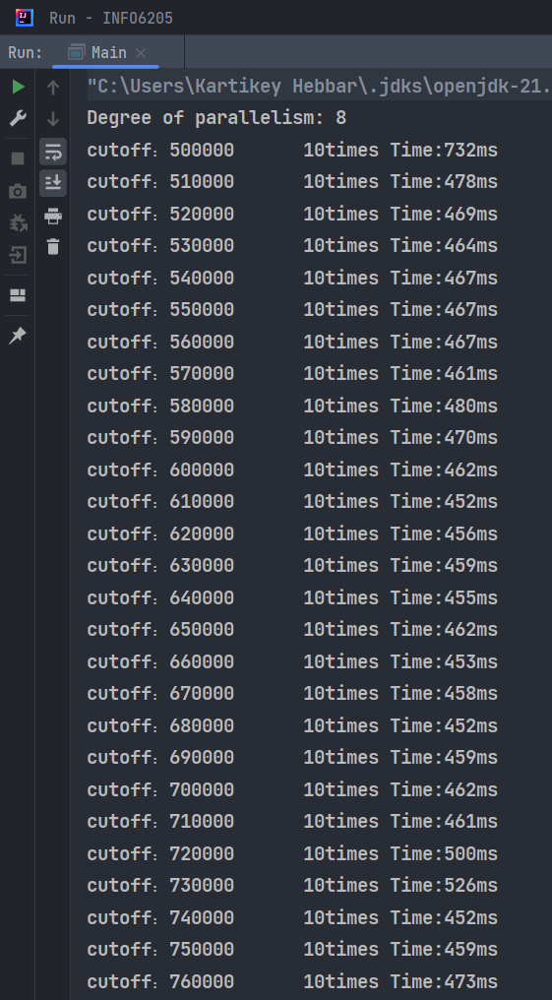 Run - INFO6205
Run: Main
"C:\Users\Kartikey Hebbar\.jdks\openjdk-21.
Degree of parallelism: 8
cutoff：500000 10times Time:732ms
cutoff：510000 10times Time:478ms
cutoff：520000 10times Time:469ms
cutoff：530000 10times Time:464ms
cutoff：540000 10times Time:467ms
cutoff：550000 10times Time:467ms
cutoff：560000 10times Time:467ms
cutoff：570000 10times Time:461ms
cutoff：580000 10times Time:480ms
cutoff：590000 10times Time:470ms
cutoff：600000 10times Time:462ms
cutoff：610000 10times Time:452ms
cutoff：620000 10times Time:456ms
cutoff：630000 10times Time:459ms
cutoff：640000 10times Time:455ms
cutoff：650000 10times Time:462ms
cutoff：660000 10times Time:453ms
cutoff：670000 10times Time:458ms
cutoff：680000 10times Time:452ms
cutoff：690000 10times Time:459ms
cutoff：700000 10times Time:462ms
cutoff：710000 10times Time:461ms
cutoff：720000 10times Time:500ms
cutoff：730000 10times Time:526ms
cutoff：740000 10times Time:452ms
cutoff：750000 10times Time:459ms
cutoff：760000 10times Time:473ms